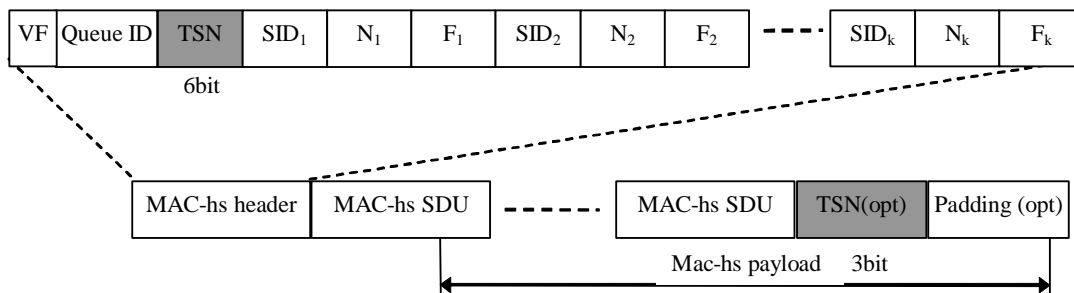 VF Queue ID TSN SID₁ N₁ F₁ SID₂ N₂ F₂ SIDₖ Nₖ Fₖ
6bit
MAC-hs header MAC-hs SDU MAC-hs SDU TSN(opt) Padding (opt)
Mac-hs payload 3bit